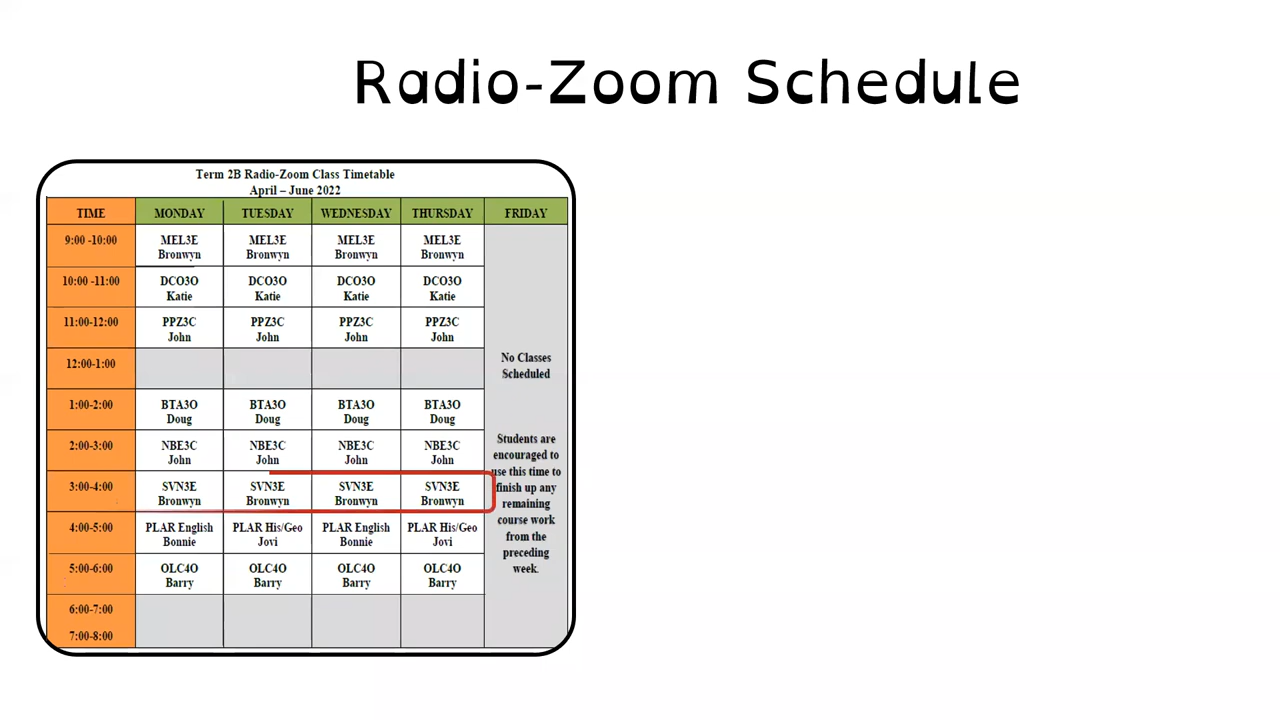 Radio-Zoom Schedule
Term 2B Radio-Zoom Class Timetable
April – June 2022
TIME MONDAY TUESDAY WEDNESDAY THURSDAY FRIDAY
9:00 -10:00 MEL3E MEL3E MEL3E MEL3E
Bronwyn Bronwyn Bronwyn Bronwyn
10:00 -11:00 DCO3O DCO3O DCO3O DCO3O
Katie Katie Katie Katie
11:00-12:00 PPZ3C PPZ3C PPZ3C PPZ3C
John John John John
12:00-1:00
1:00-2:00 BTA3O BTA3O BTA3O BTA3O
Doug Doug Doug Doug
2:00-3:00 NBE3C NBE3C NBE3C NBE3C
John John John John
3:00-4:00 SVN3E SVN3E SVN3E SVN3E
Bronwyn Bronwyn Bronwyn Bronwyn
4:00-5:00 PLAR English PLAR His/Geo PLAR English PLAR His/Geo
Bonnie Jovi Bonnie Jovi
5:00-6:00 OLC4O OLC4O OLC4O OLC4O
Barry Barry Barry Barry
6:00-7:00
7:00-8:00
No Classes
Scheduled
Students are
encouraged to
use this time to
finish up any
remaining
course work
from the
preceding
week.